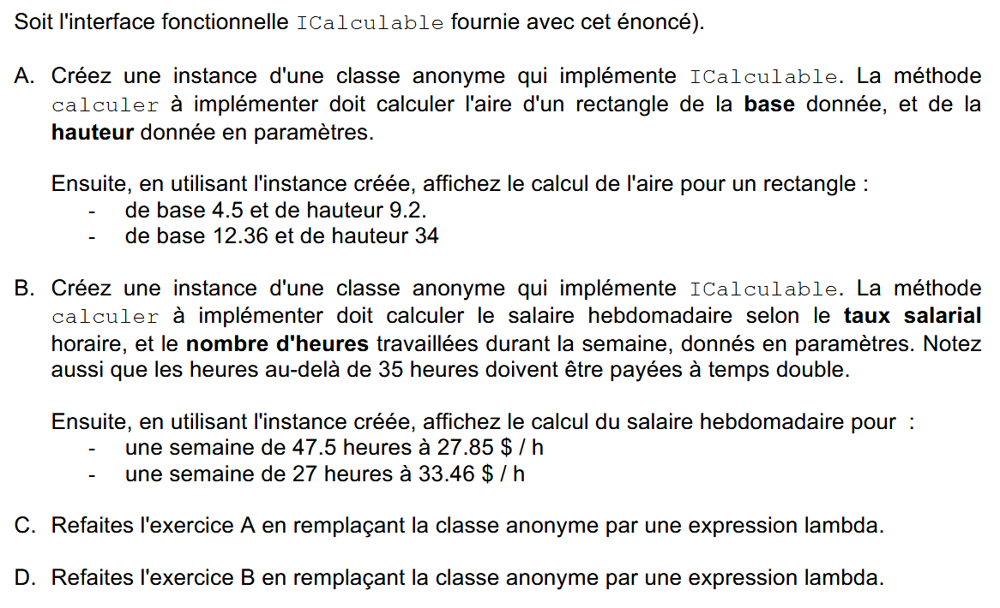 Soit l'interface fonctionnelle ICalculable fournie avec cet énoncé).
A. Créez une instance d'une classe anonyme qui implémente ICalculable. La méthode
calculer à implémenter doit calculer l'aire d'un rectangle de la base donnée, et de la
hauteur donnée en paramètres.
Ensuite, en utilisant l'instance créée, affichez le calcul de l'aire pour un rectangle :
- de base 4.5 et de hauteur 9.2.
- de base 12.36 et de hauteur 34
B. Créez une instance d'une classe anonyme qui implémente ICalculable. La méthode
calculer à implémenter doit calculer le salaire hebdomadaire selon le taux salarial
horaire, et le nombre d'heures travaillées durant la semaine, donnés en paramètres. Notez
aussi que les heures au-delà de 35 heures doivent être payées à temps double.
Ensuite, en utilisant l'instance créée, affichez le calcul du salaire hebdomadaire pour :
- une semaine de 47.5 heures à 27.85 $ / h
- une semaine de 27 heures à 33.46 $ / h
C. Refaites l'exercice A en remplaçant la classe anonyme par une expression lambda.
D. Refaites l'exercice B en remplaçant la classe anonyme par une expression lambda.